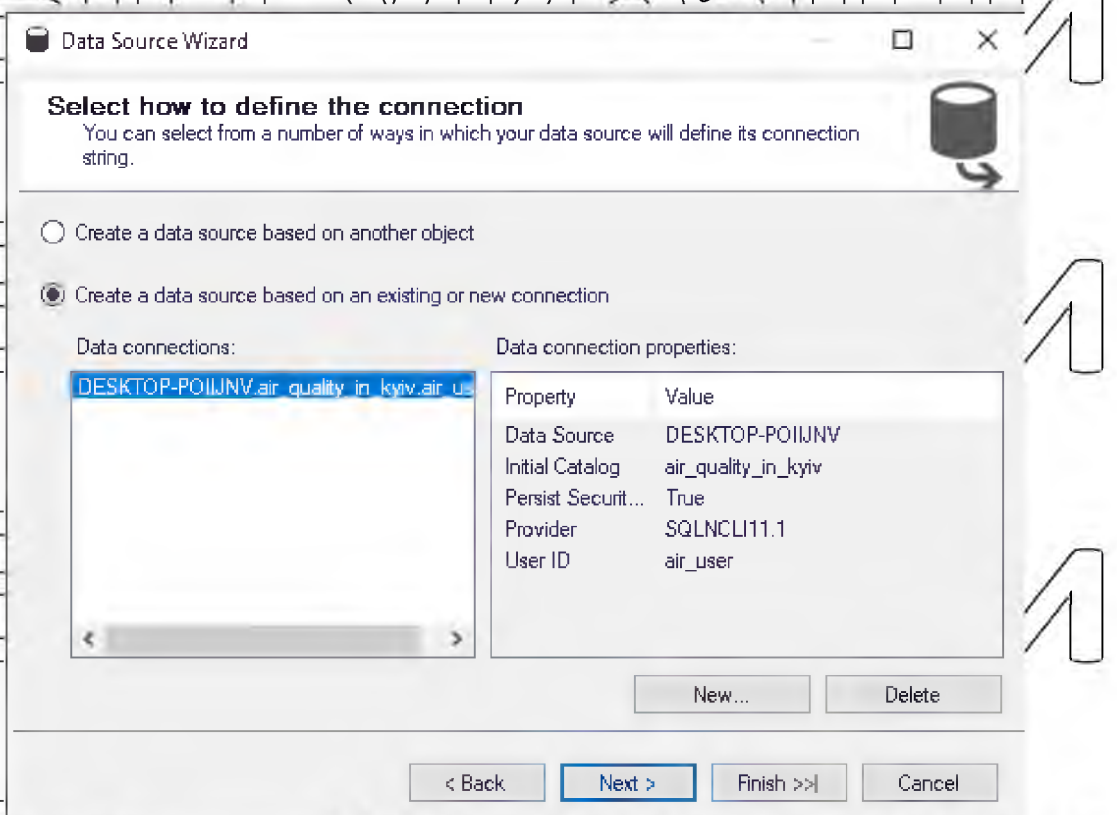 Data Source Wizard
Select how to define the connection
You can select from a number of ways in which your data source will define its connection
string.
Create a data source based on another object
Create a data source based on an existing or new connection
Data connections:
Data connection properties:
DESKTOP-POIIJNV.air_quality_in_kyiv.air_us
Property Value
Data Source DESKTOP-POIIJNV
Initial Catalog air_quality_in_kyiv
Persist Securit... True
Provider SQLNCLI11.1
User ID air_user
New...
Delete
< Back
Next >
Finish >>|
Cancel